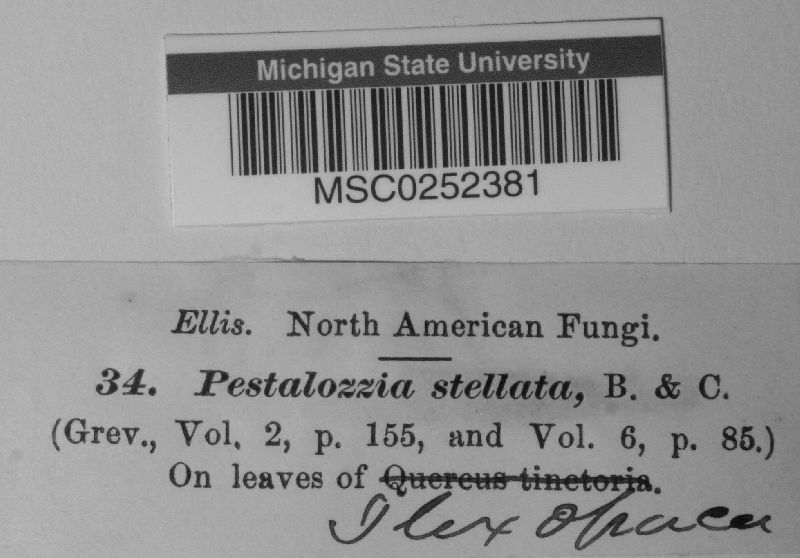 Michigan State University
MSC0252381
Ellis. North American Fungi.
34. Pestalozzia stellata, B. & C.
(Grev., Vol. 2, p. 155, and Vol. 6, p. 85.)
On leaves of Quercus tinctoria.
Ilex opaca